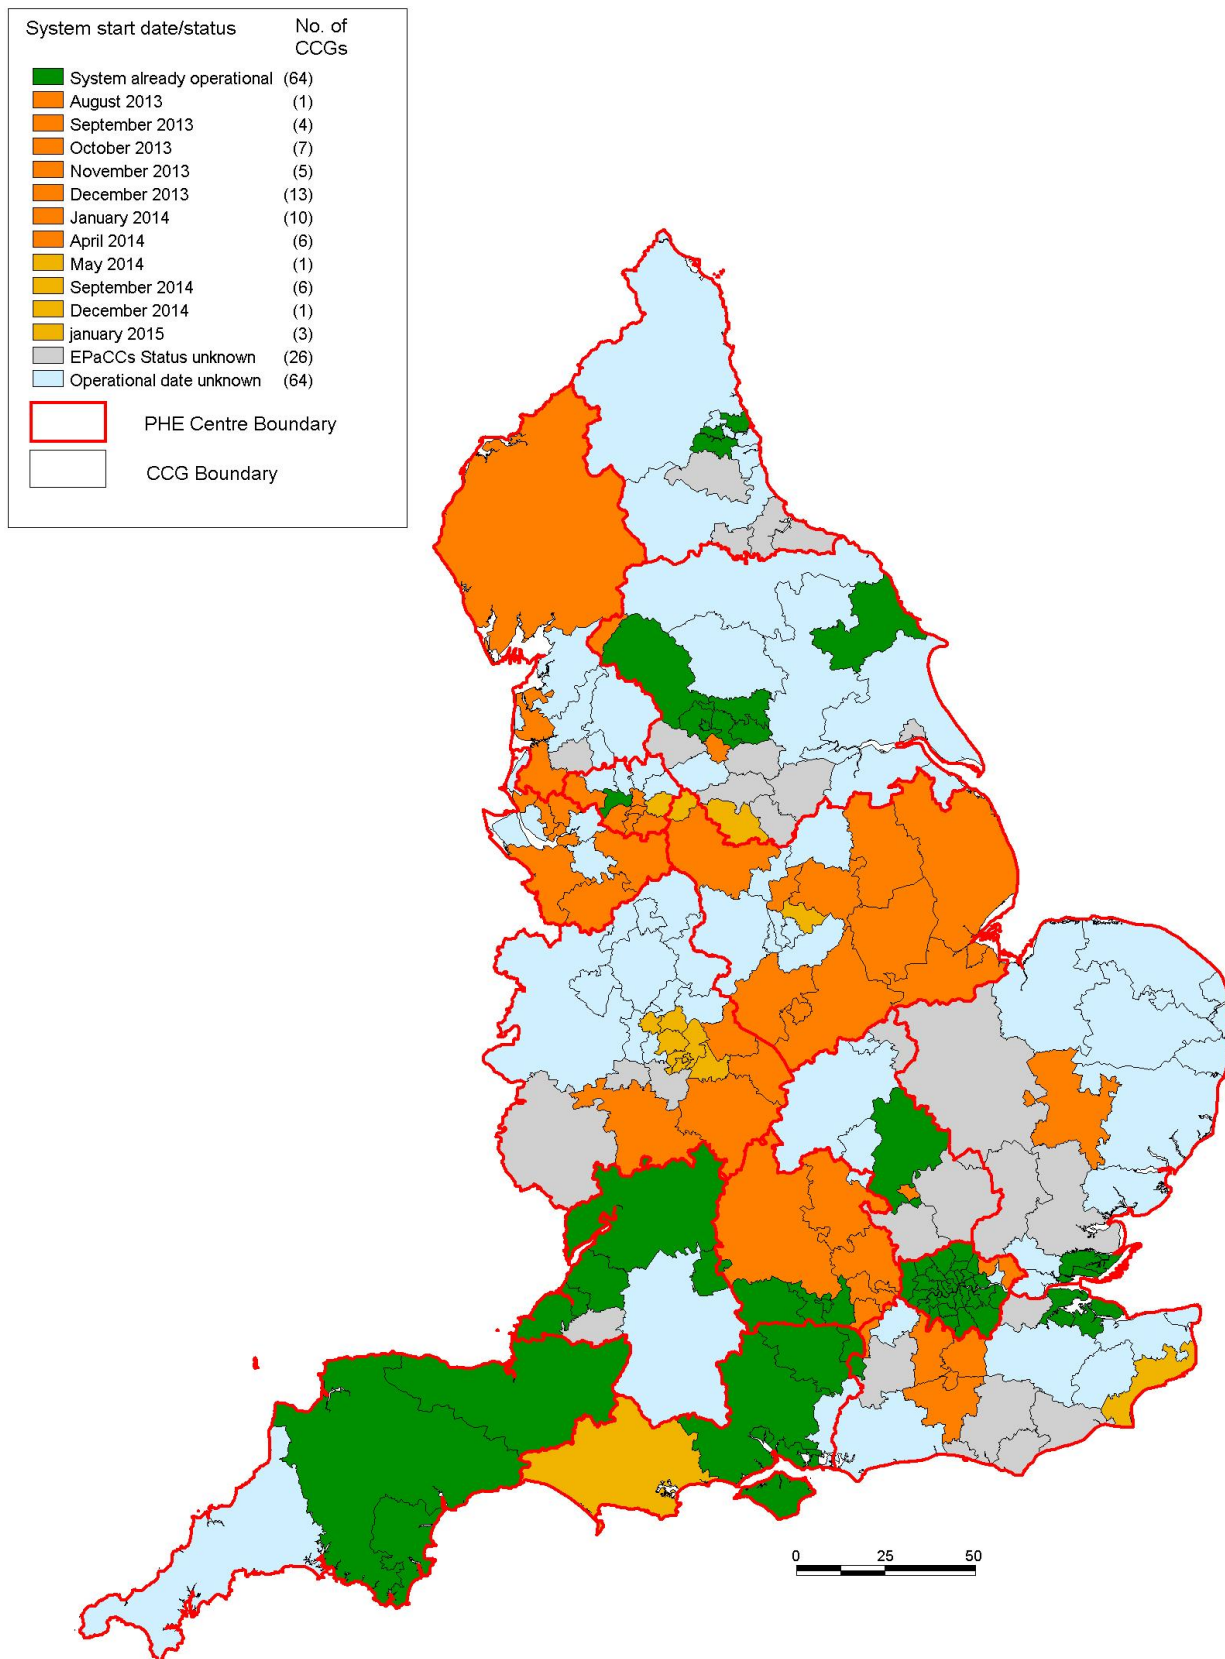 System start date/status No. of
CCGs
System already operational (64)
August 2013 (1)
September 2013 (4)
October 2013 (7)
November 2013 (5)
December 2013 (13)
January 2014 (10)
April 2014 (6)
May 2014 (1)
September 2014 (6)
December 2014 (1)
january 2015 (3)
EPaCCs Status unknown (26)
Operational date unknown (64)
PHE Centre Boundary
CCG Boundary
0 25 50